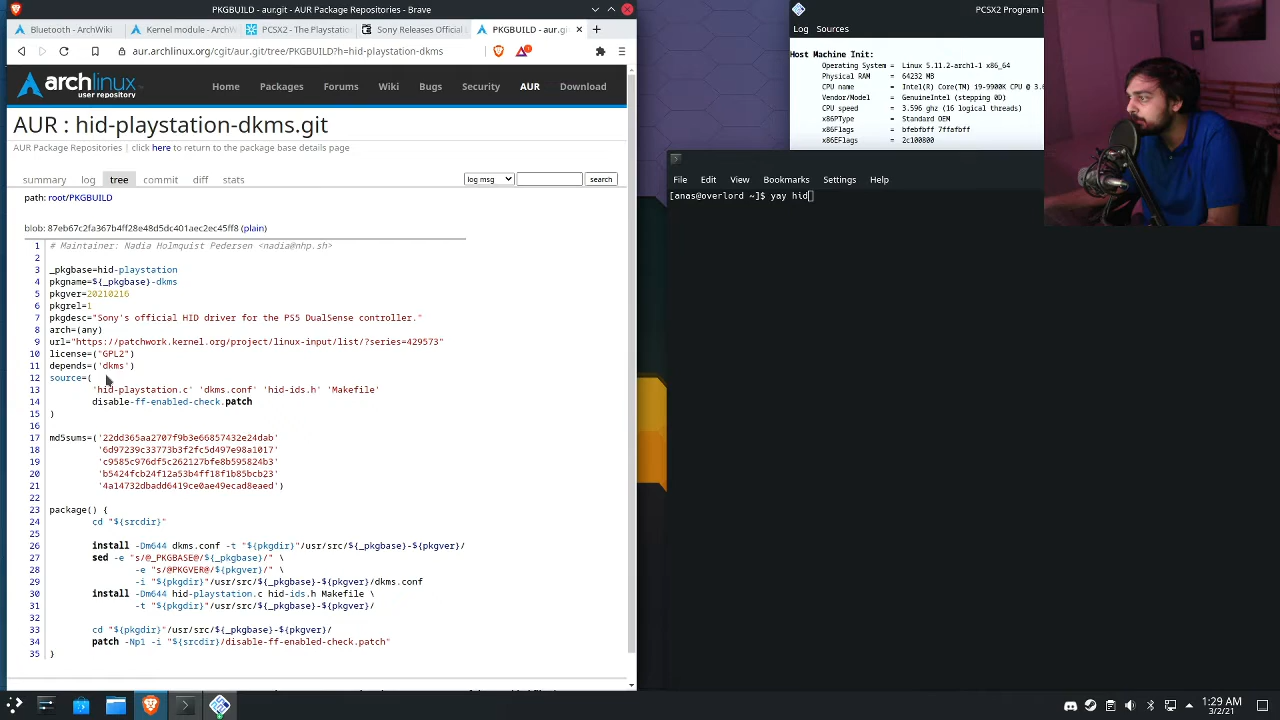 PKGBUILD - aur.git - Brave
Bluetooth - ArchWiki
Kernel module - ArchW
PCSX2 - The Playstati
Sony Releases Official L
PKGBUILD - aur.gi
aur.archlinux.org/cgit/aur.git/tree/PKGBUILD?h=hid-playstation-dkms
archlinux
user repository
Home
Packages
Forums
Wiki
Bugs
Security
AUR
Download
AUR : hid-playstation-dkms.git
AUR Package Repositories | click here to return to the package base details page
summary
log
tree
commit
diff
stats
log msg
search
path: root/PKGBUILD
blob: 87eb67c2fa367b4ff28e48d5dc401aec2ec45ff8 (plain)
1 # Maintainer: Nadia Holmquist Pedersen <nadia@nhp.sh>
2
3 _pkgbase=hid-playstation
4 pkgname=${_pkgbase}-dkms
5 pkgver=20210216
6 pkgrel=1
7 pkgdesc="Sony's official HID driver for the PS5 DualSense controller."
8 arch=(any)
9 url="https://patchwork.kernel.org/project/linux-input/list/?series=429573"
10 license=("GPL2")
11 depends=('dkms')
12 source=(
13 'hid-playstation.c' 'dkms.conf' 'hid-ids.h' 'Makefile'
14 disable-ff-enabled-check.patch
15 )
16
17 md5sums=('22dd365aa2707f9b3e66857432e24dab'
18 '6d97239c33773b3f2fc5d497e98a1017'
19 'c9585c976df5c262127bfe8b595824b3'
20 'b5424fcb24f12a53b4ff18f1b85bcb23'
21 '4a14732dbadd6419ce0ae49ecad8eaed')
22
23 package() {
24 cd "${srcdir}"
25
26 install -Dm644 dkms.conf -t "${pkgdir}"/usr/src/${_pkgbase}-${pkgver}/
27 sed -e "s/@_PKGBASE@/${_pkgbase}/" \
28 -e "s/@PKGVER@/${pkgver}/" \
29 -i "${pkgdir}"/usr/src/${_pkgbase}-${pkgver}/dkms.conf
30 install -Dm644 hid-playstation.c hid-ids.h Makefile \
31 -t "${pkgdir}"/usr/src/${_pkgbase}-${pkgver}/
32
33 cd "${pkgdir}"/usr/src/${_pkgbase}-${pkgver}/
34 patch -Np1 -i "${srcdir}/disable-ff-enabled-check.patch"
35 }
PCSX2 Program L
Log
Sources
Host Machine Init:
Operating System = Linux 5.11.2-arch1-1 x86_64
Physical RAM = 64232 MB
CPU name = Intel(R) Core(TM) i9-9900K CPU @ 3.6
Vendor/Model = GenuineIntel (stepping 0D)
CPU speed = 3.596 ghz (16 logical threads)
x86PType = Standard OEM
x86Flags = bfebfbff 7ffafbff
x86EFlags = 2c100800
File
Edit
View
Bookmarks
Settings
Help
[anas@overlord ~]$ yay hid
1:29 AM
3/2/21